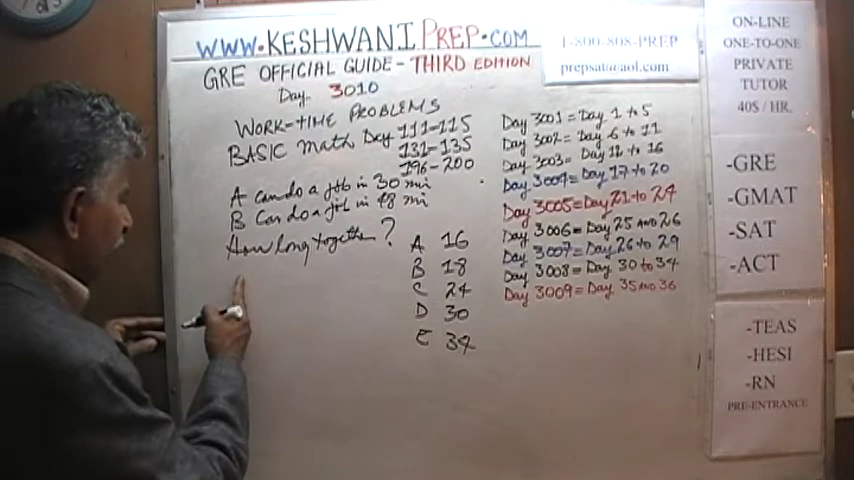 WWW.KESHWANIPREP.COM
GRE OFFICIAL GUIDE - THIRD EDITION
Day 3010
WORK-TIME PROBLEMS
BASIC Math Day 111-115
131-135
196-200
A can do a job in 30 mi
B Can do a job in 48 mi
How long together?
A 16
B 18
C 24
D 30
E 34
Day 3001 = Day 1 to 5
Day 3002 = Day 6 to 11
Day 3003 = Day 12 to 16
Day 3004 = Day 17 to 20
Day 3005 = Day 21 to 24
Day 3006 = Day 25 AND 26
Day 3007 = Day 26 to 29
Day 3008 = Day 30 to 34
Day 3009 = Day 35 AND 36
1-800-808-PREP
prepsat@aol.com
ON-LINE
ONE-TO-ONE
PRIVATE
TUTOR
40$ / HR.
-GRE
-GMAT
-SAT
-ACT
-TEAS
-HESI
-RN
PRE-ENTRANCE